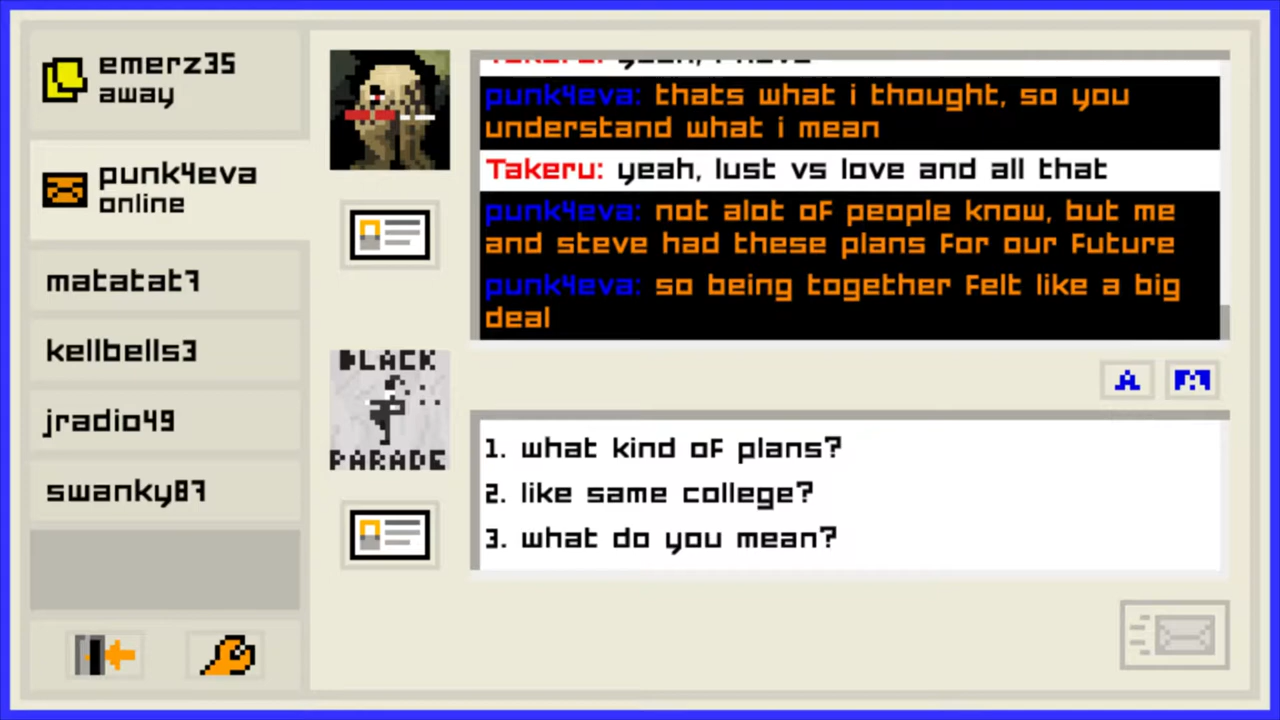 emerz35
away
punk4eva
online
matatat7
kellbells3
jradio49
swanky87
punk4eva: thats what i thought, so you
understand what i mean
Takeru: yeah, lust vs love and all that
punk4eva: not alot of people know, but me
and steve had these plans for our future
punk4eva: so being together felt like a big
deal
A
BLACK
PARADE
1. what kind of plans?
2. like same college?
3. what do you mean?